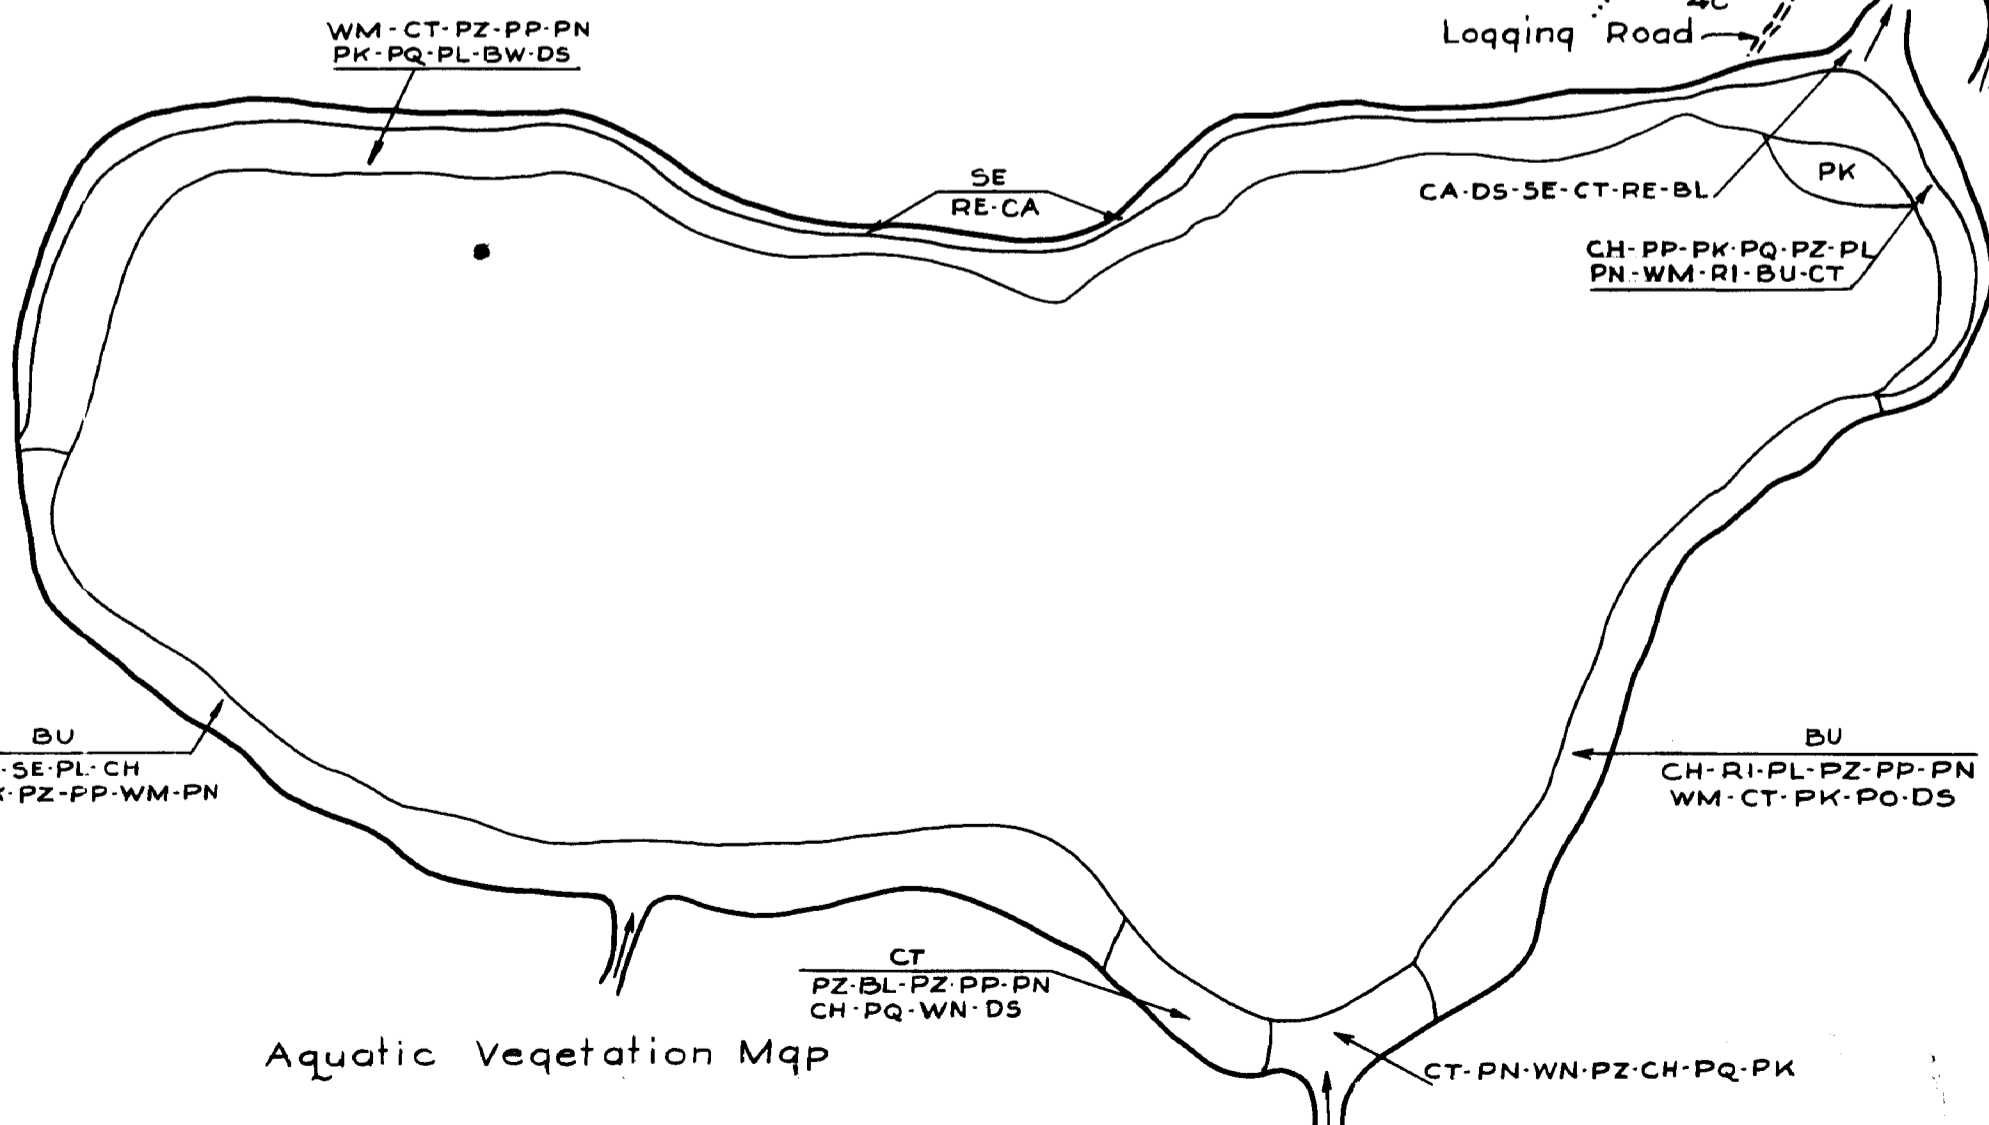 4C
Logging Road
WM-CT-PZ-PP-PN
PK-PQ-PL-BW-DS
SE
RE-CA
PK
CA-DS-SE-CT-RE-BL
CH-PP-PK-PQ-PZ-PL
PN-WM-RI-BU-CT
BU
-SE-PL-CH
PZ-PP-WM-PN
BU
CH-RI-PL-PZ-PP-PN
WM-CT-PK-PO-DS
CT
PZ-BL-PZ-PP-PN
CH-PQ-WN-DS
CT-PN-WN-PZ-CH-PQ-PK
Aquatic Vegetation Map